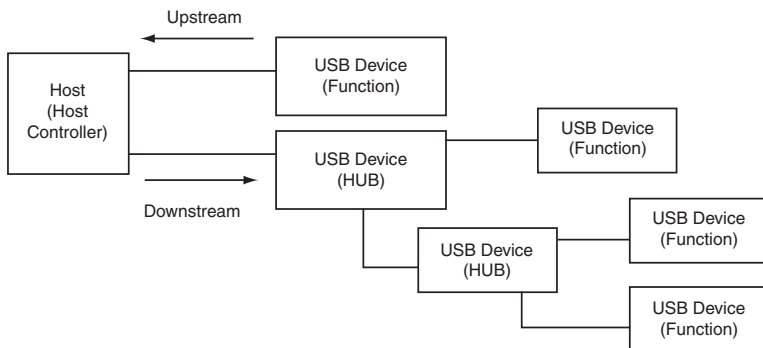 Upstream
Host
(Host
Controller)
USB Device
(Function)
USB Device
(Function)
USB Device
(HUB)
Downstream
USB Device
(Function)
USB Device
(HUB)
USB Device
(Function)